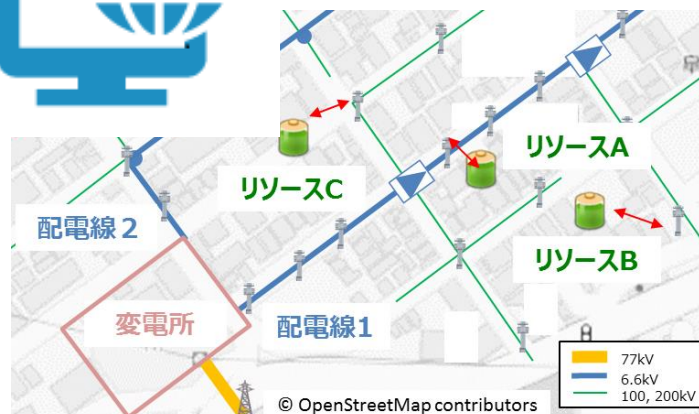 リソースA
リソースC
配電線２
リソースB
変電所
配電線1
77kV
6.6kV
100, 200kV
© OpenStreetMap contributors